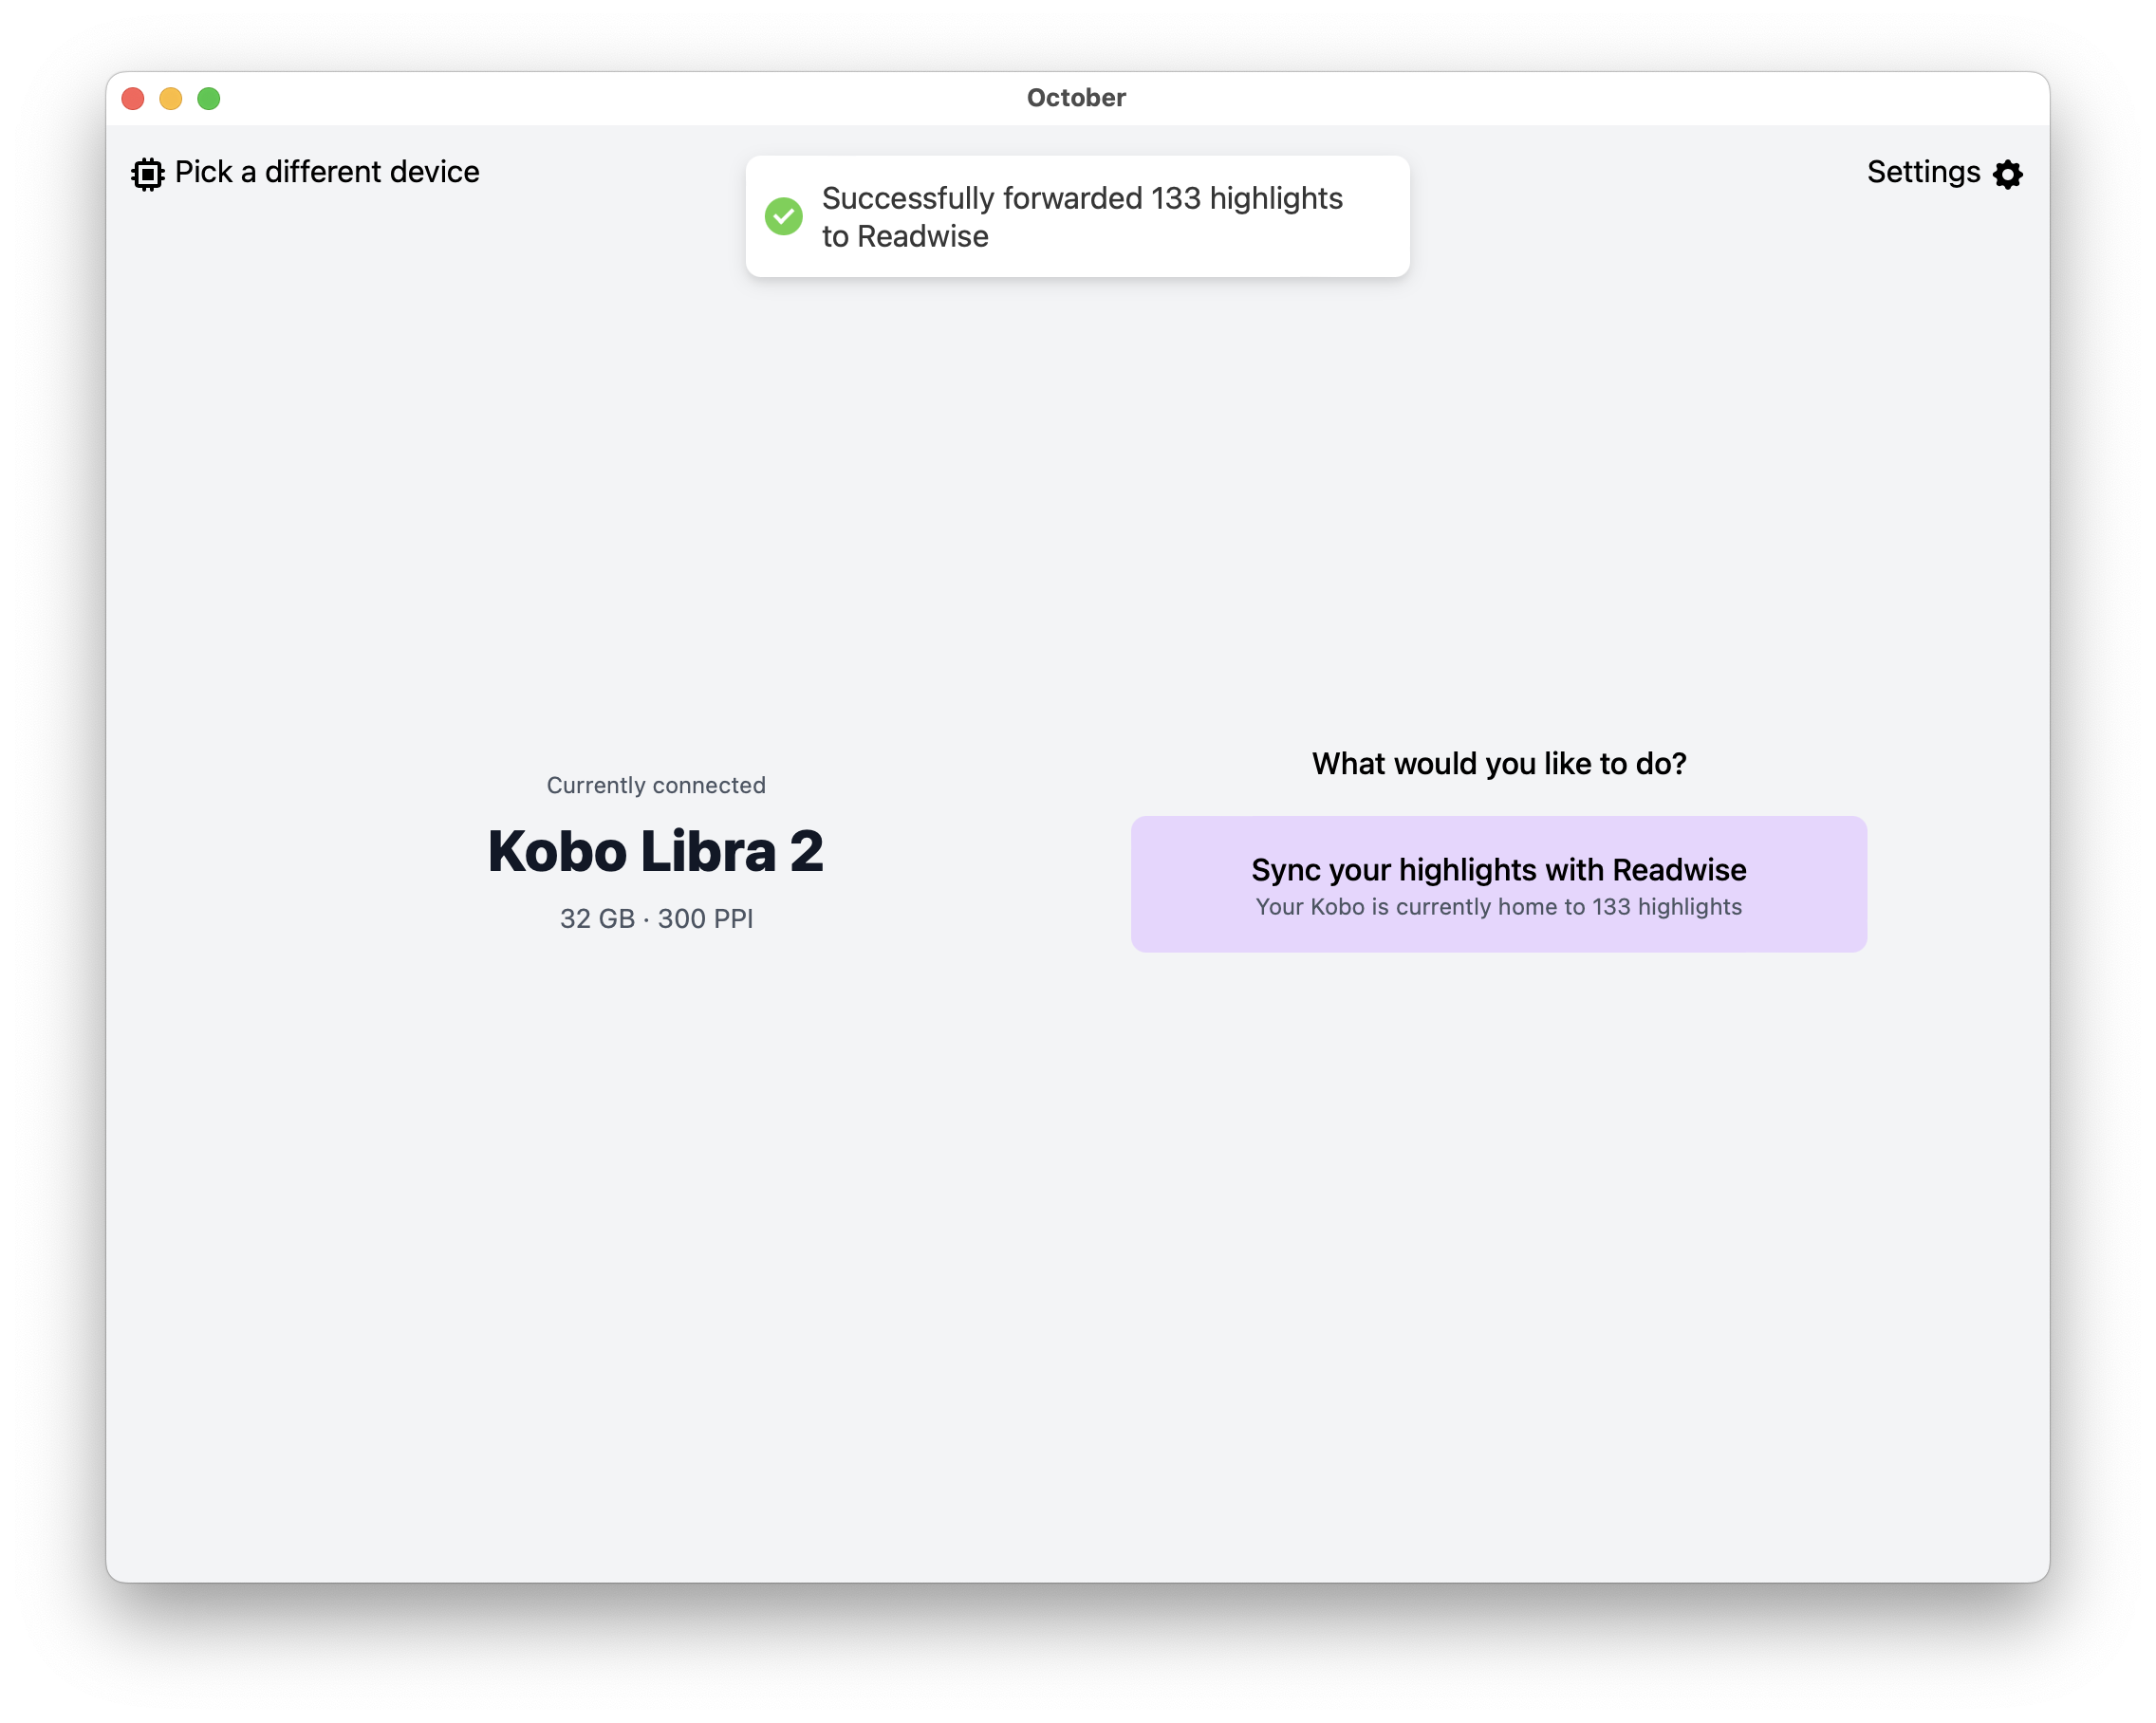 October
Pick a different device
Successfully forwarded 133 highlights
to Readwise
Settings
Currently connected
Kobo Libra 2
32 GB · 300 PPI
What would you like to do?
Sync your highlights with Readwise
Your Kobo is currently home to 133 highlights